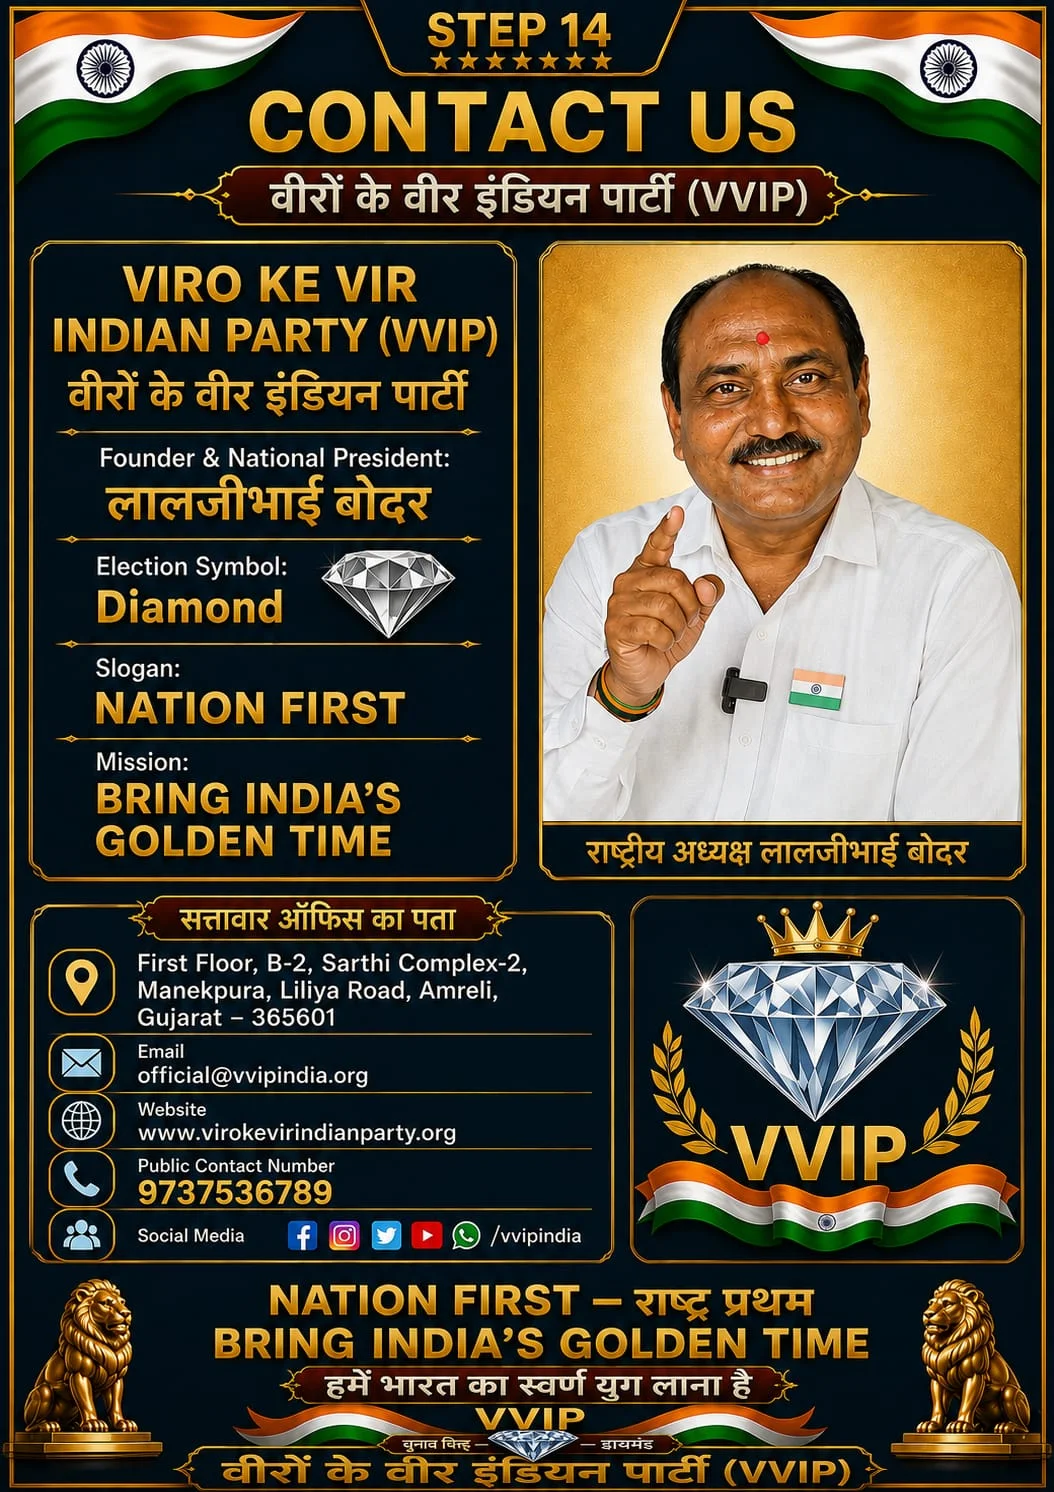 STEP 14
CONTACT US
वीरों के वीर इंडियन पार्टी (VVIP)
VIRO KE VIR
INDIAN PARTY (VVIP)
वीरों के वीर इंडियन पार्टी
Founder & National President:
लालजीभाई बोदर
Election Symbol:
Diamond
Slogan:
NATION FIRST
Mission:
BRING INDIA'S
GOLDEN TIME
राष्ट्रीय अध्यक्ष लालजीभाई बोदर
सत्तावार ऑफिस का पता
First Floor, B-2, Sarthi Complex-2,
Manekpura, Liliya Road, Amreli,
Gujarat – 365601
Email
official@vvipindia.org
Website
www.virokevirindianparty.org
Public Contact Number
9737536789
Social Media /vvipindia
VVIP
NATION FIRST – राष्ट्र प्रथम
BRING INDIA'S GOLDEN TIME
हमें भारत का स्वर्ण युग लाना है
VVIP
चुनाव — डायमंड
वीरों के वीर इंडियन पार्टी (VVIP)